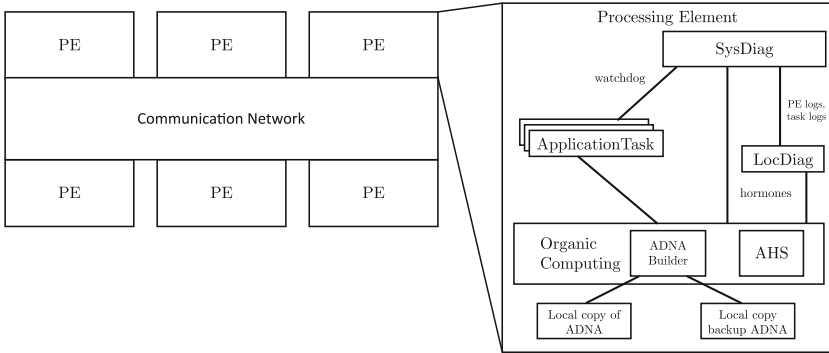 PE PE PE
Communication Network
PE PE PE
Processing Element
SysDiag
watchdog
PE logs,
task logs
ApplicationTask
LocDiag
hormones
Organic
Computing
ADNA
Builder
AHS
Local copy of
ADNA
Local copy
backup ADNA